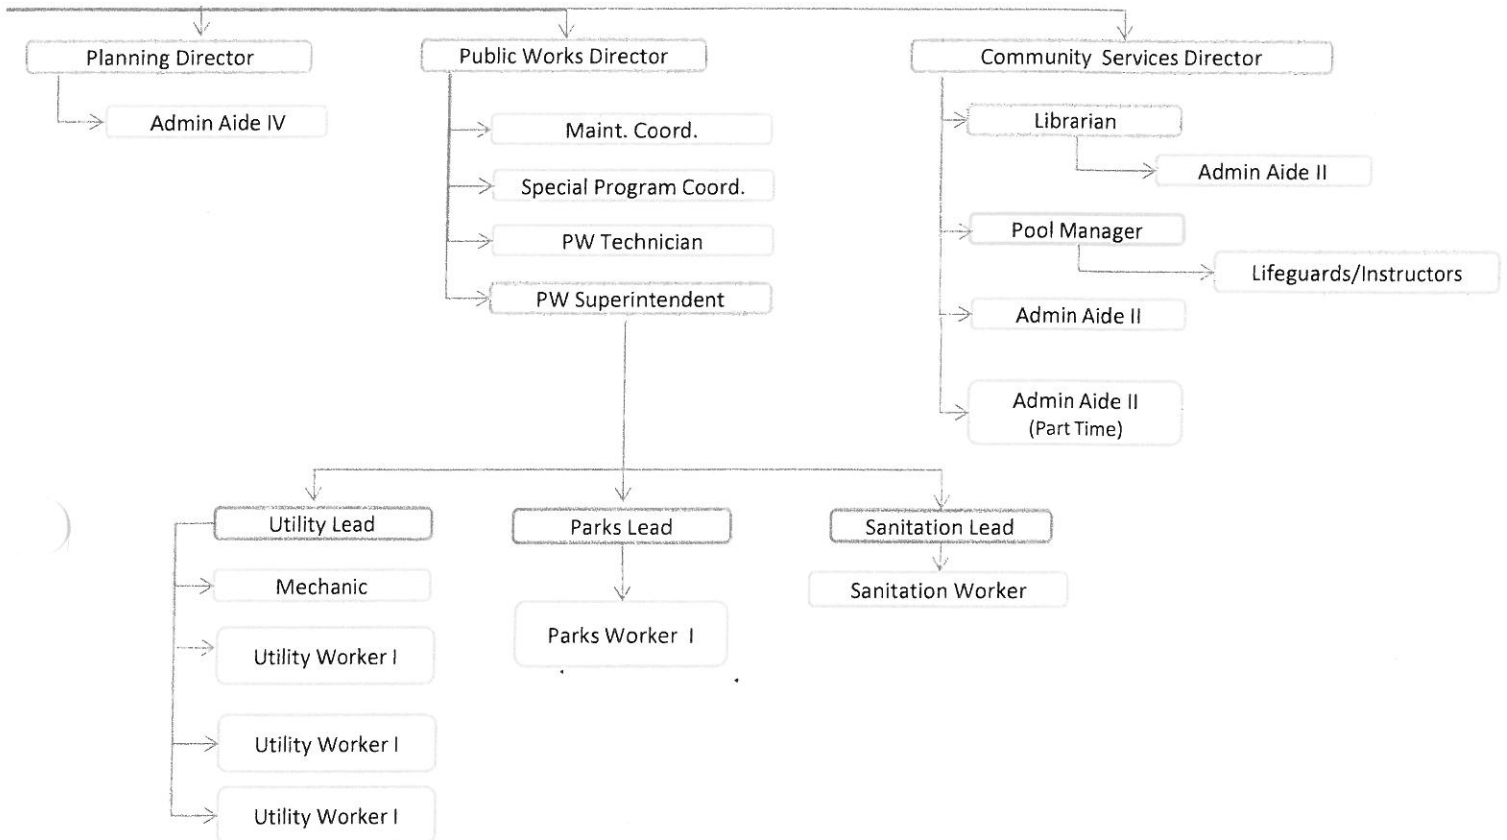 Planning Director
Admin Aide IV
Public Works Director
Maint. Coord.
Special Program Coord.
PW Technician
PW Superintendent
Community Services Director
Librarian
Admin Aide II
Pool Manager
Lifeguards/Instructors
Admin Aide II
Admin Aide II
(Part Time)
Utility Lead
Mechanic
Utility Worker I
Utility Worker I
Utility Worker I
Parks Lead
Parks Worker I
Sanitation Lead
Sanitation Worker